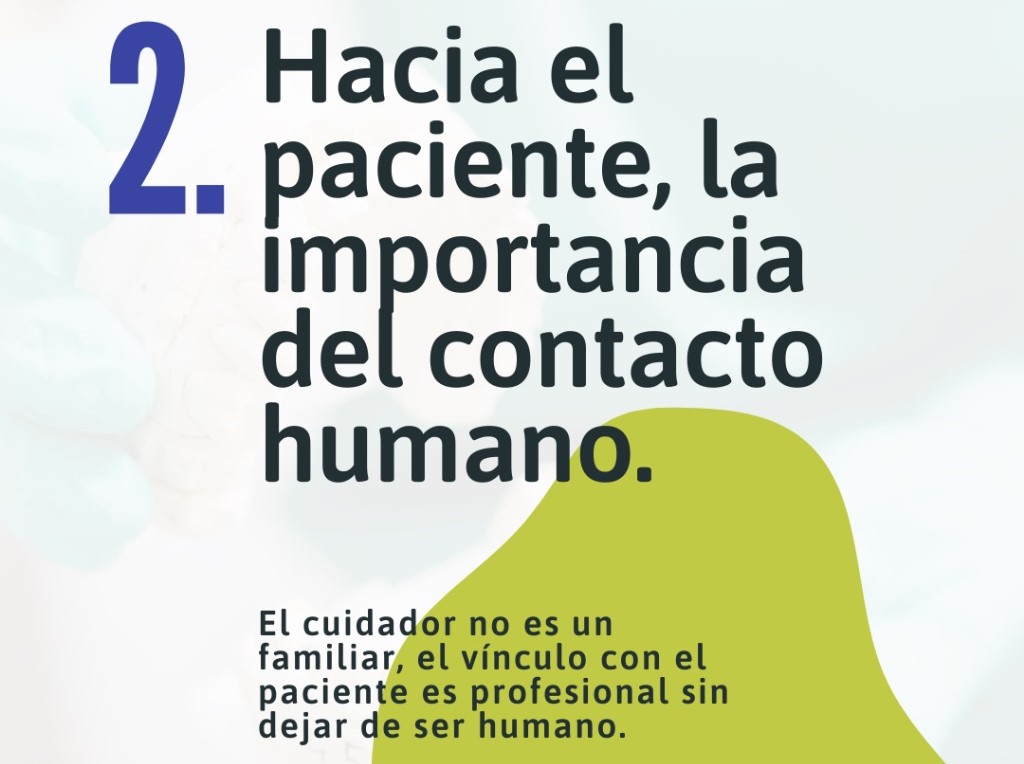 2.
Hacia el
paciente, la
importancia
del contacto
humano.
El cuidador no es un
familiar, el vínculo con el
paciente es profesional sin
dejar de ser humano.